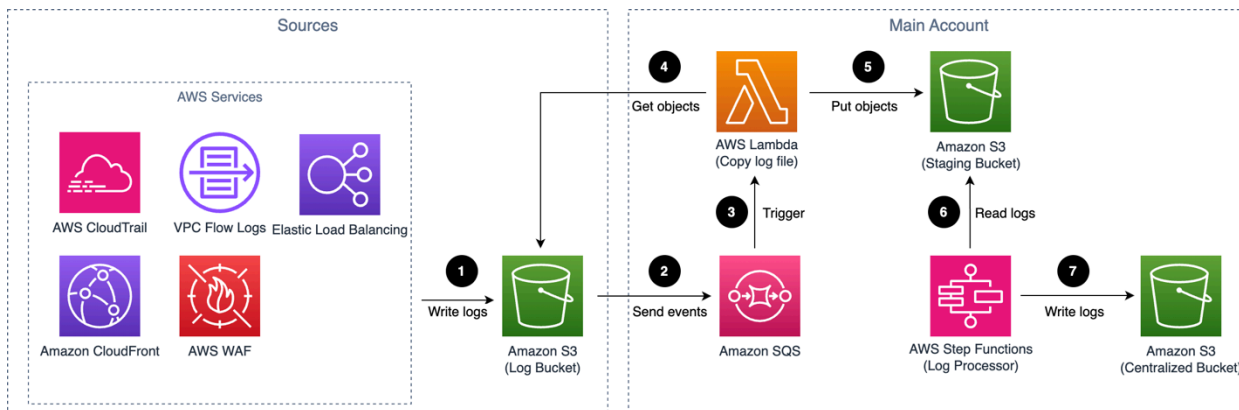 Sources
Main Account
AWS Services
AWS CloudTrail
VPC Flow Logs
Elastic Load Balancing
Amazon CloudFront
AWS WAF
1
Write logs
Amazon S3
(Log Bucket)
2
Send events
Amazon SQS
3
Trigger
AWS Lambda
(Copy log file)
4
Get objects
5
Put objects
Amazon S3
(Staging Bucket)
6
Read logs
AWS Step Functions
(Log Processor)
7
Write logs
Amazon S3
(Centralized Bucket)